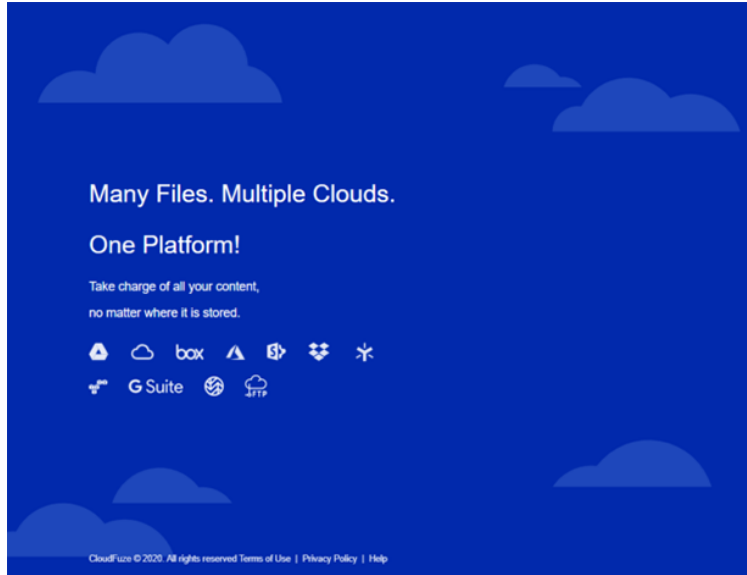 Many Files. Multiple Clouds.
One Platform!
Take charge of all your content,
no matter where it is stored.
box
S
G Suite
FTP
CloudFuze © 2020. All rights reserved Terms of Use | Privacy Policy | Help